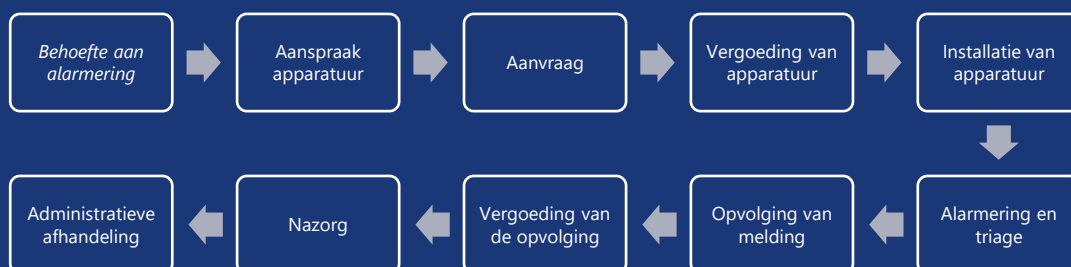 Behoefte aan
alarmering
Aanspraak
apparatuur
Aanvraag
Vergoeding van
apparatuur
Installatie van
apparatuur
Alarmering en
triage
Opvolging van
melding
Vergoeding van
de opvolging
Nazorg
Administratieve
afhandeling